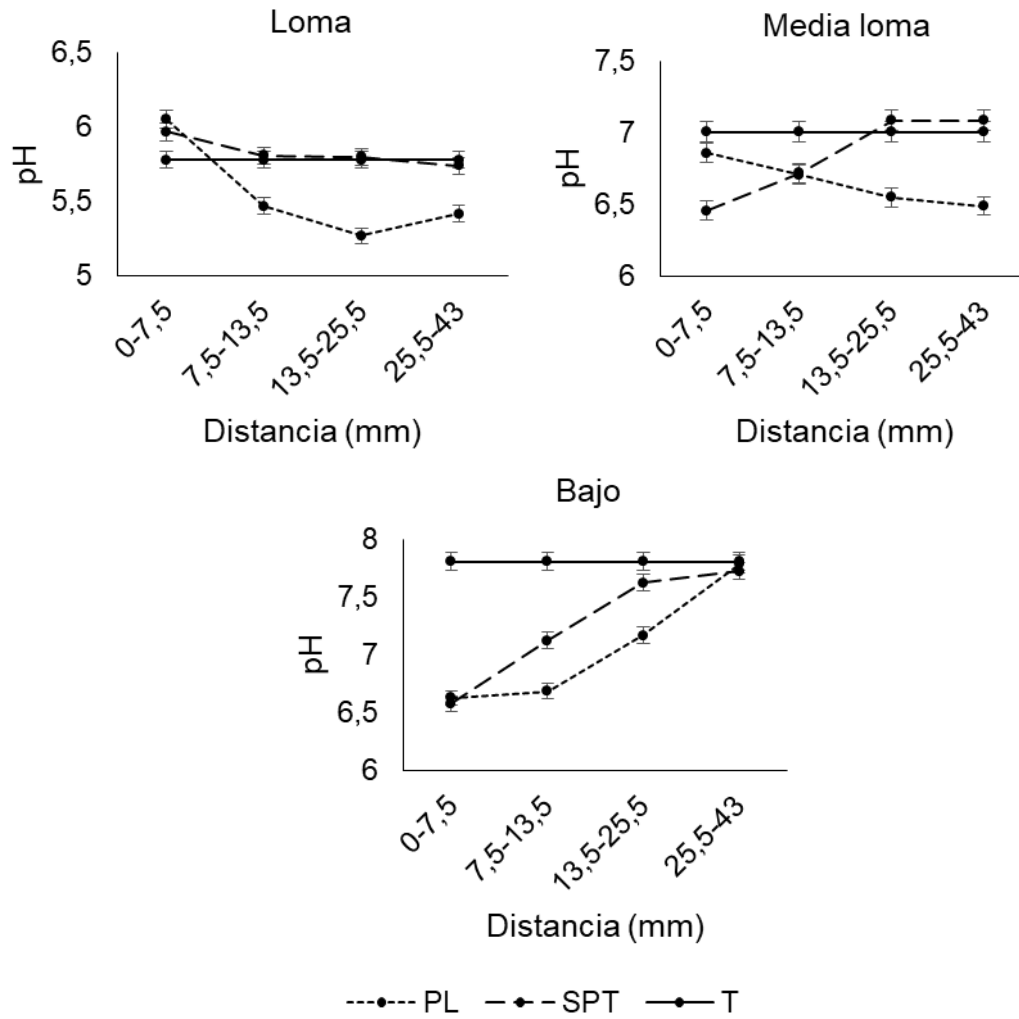 Loma
6,5
6
5,5
5
pH
0-7,5
7,5-13,5
13,5-25,5
25,5-43
Distancia (mm)
Media loma
7,5
7
6,5
6
pH
0-7,5
7,5-13,5
13,5-25,5
25,5-43
Distancia (mm)
Bajo
8
7,5
7
6,5
6
pH
0-7,5
7,5-13,5
13,5-25,5
25,5-43
Distancia (mm)
PL SPT T